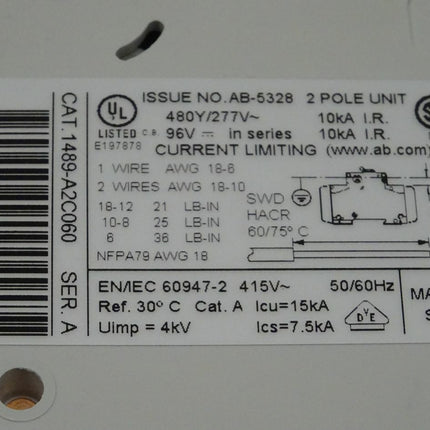 CAT. 1489-A2C060 SER. A
UL
LISTED C.B.
E197878
ISSUE NO. AB-5328 2 POLE UNIT
480Y/277V~ 10kA I.R.
96V⎓ in series 10kA I.R.
CURRENT LIMITING (www.ab.com)
1 WIRE AWG 18-6
2 WIRES AWG 18-10
18-12 21 LB-IN
10-8 25 LB-IN
6 36 LB-IN
NFPA79 AWG 18
SWD
HACR
60/75° C
EN/IEC 60947-2 415V~ 50/60Hz
Ref. 30° C Cat. A Icu=15kA
Uimp = 4kV Ics=7.5kA
DVE
MA
S